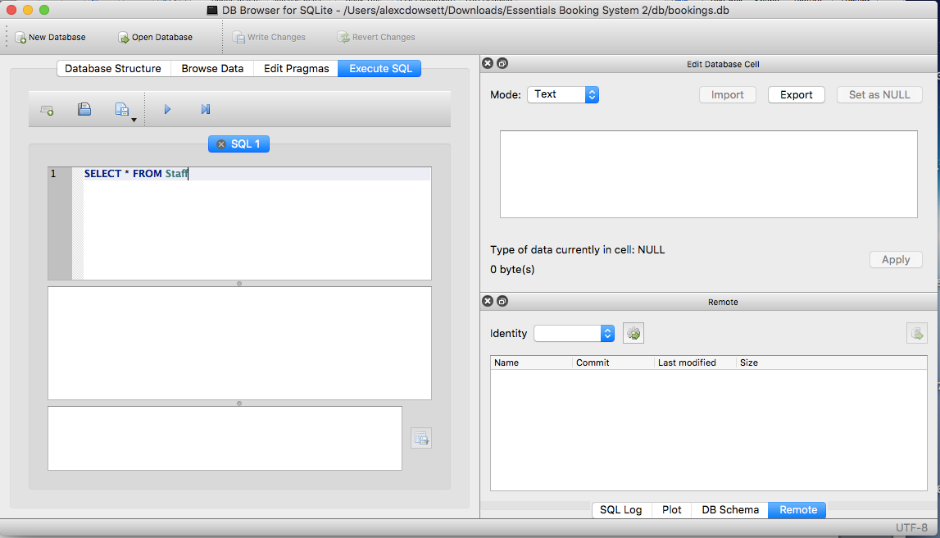 DB Browser for SQLite - /Users/alexcdowsett/Downloads/Essentials Booking System 2/db/bookings.db
New Database Open Database Write Changes Revert Changes
Database Structure Browse Data Edit Pragmas Execute SQL
SQL 1
1 SELECT * FROM Staff
Edit Database Cell
Mode: Text Import Export Set as NULL
Type of data currently in cell: NULL
0 byte(s)
Apply
Remote
Identity
Name Commit Last modified Size
SQL Log Plot DB Schema Remote
UTF-8